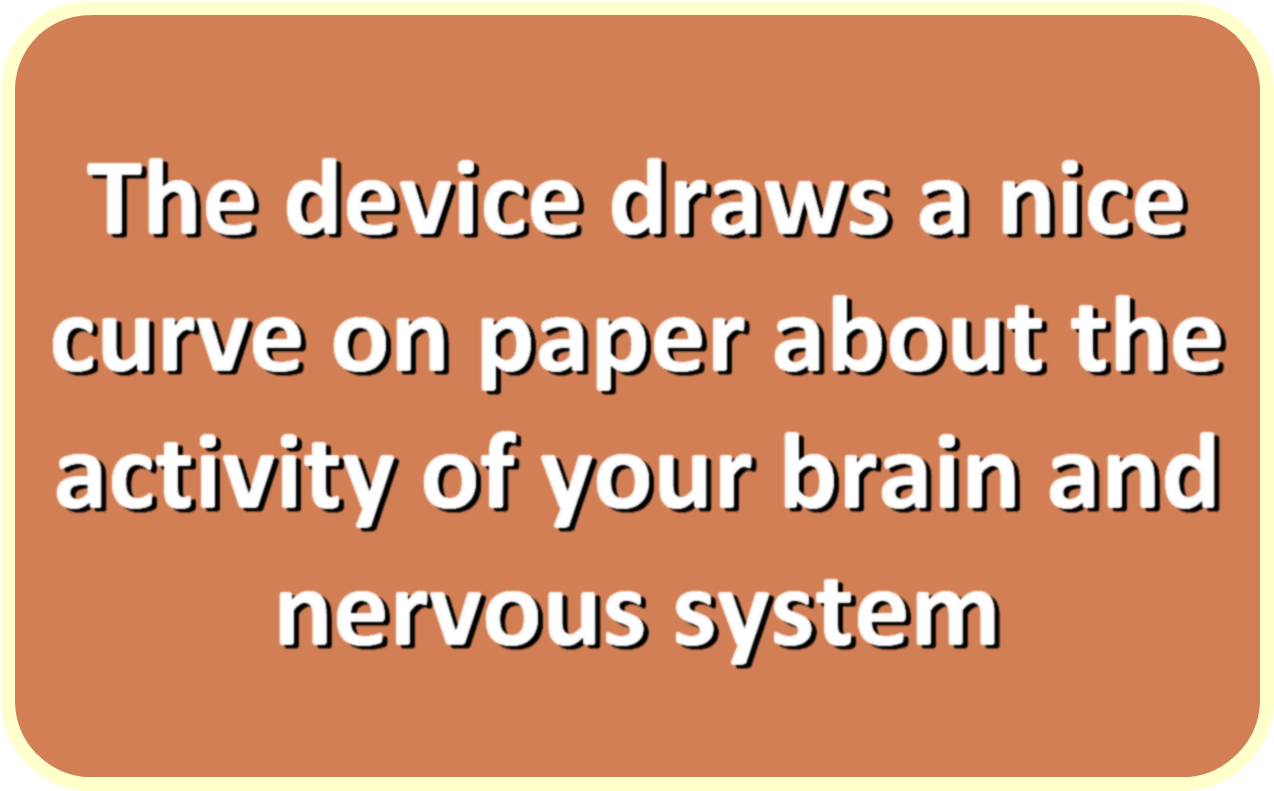 The device draws a nice
curve on paper about the
activity of your brain and
nervous system